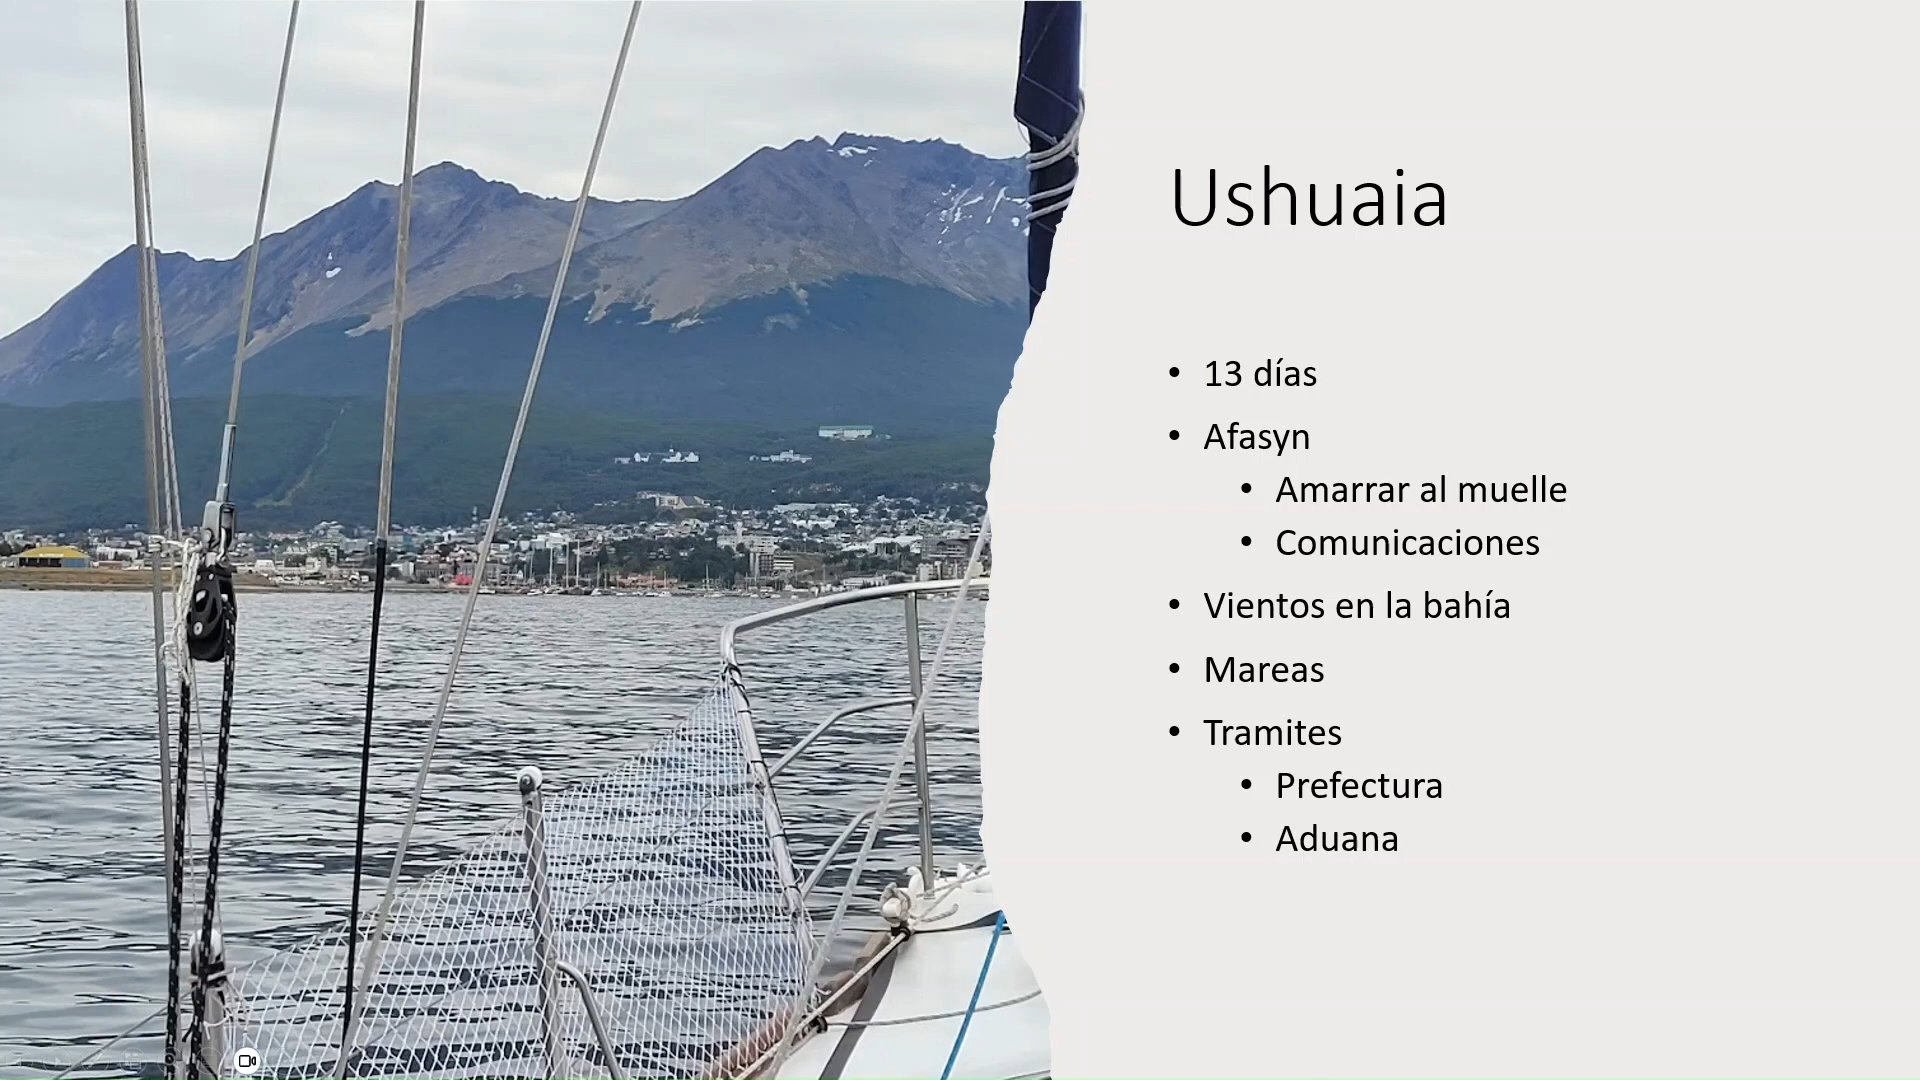 Ushuaia
• 13 días
• Afasyn
• Amarrar al muelle
• Comunicaciones
• Vientos en la bahía
• Mareas
• Tramites
• Prefectura
• Aduana